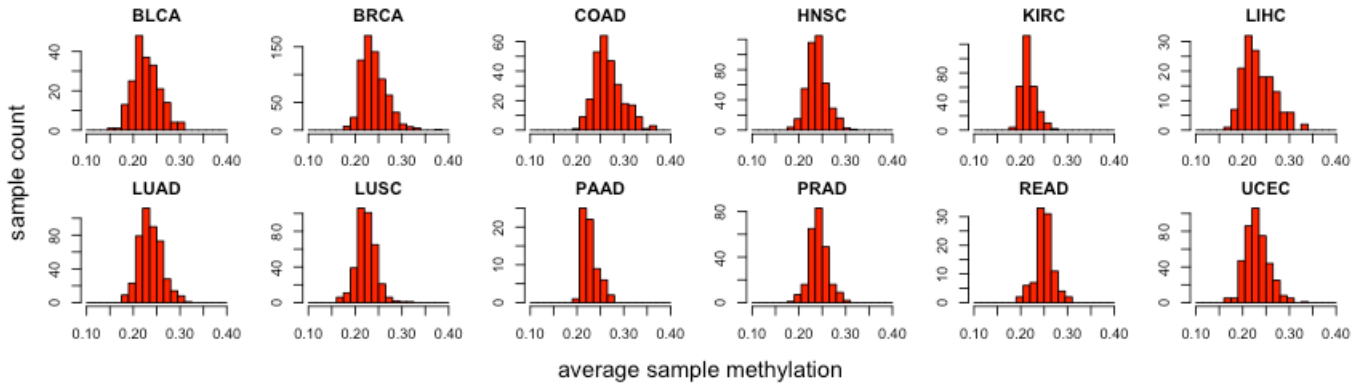 BLCA BRCA COAD HNSC KIRC LIHC
sample count
0 20 40
0 50 150
0 20 40 60
0 40 80
0 40 80
0 10 20 30
0.10 0.20 0.30 0.40 0.10 0.20 0.30 0.40 0.10 0.20 0.30 0.40 0.10 0.20 0.30 0.40 0.10 0.20 0.30 0.40 0.10 0.20 0.30 0.40
LUAD LUSC PAAD PRAD READ UCEC
0 40 80
0 40 80
0 10 20
0 40 80
0 10 20 30
0 40 80
0.10 0.20 0.30 0.40 0.10 0.20 0.30 0.40 0.10 0.20 0.30 0.40 0.10 0.20 0.30 0.40 0.10 0.20 0.30 0.40 0.10 0.20 0.30 0.40
average sample methylation